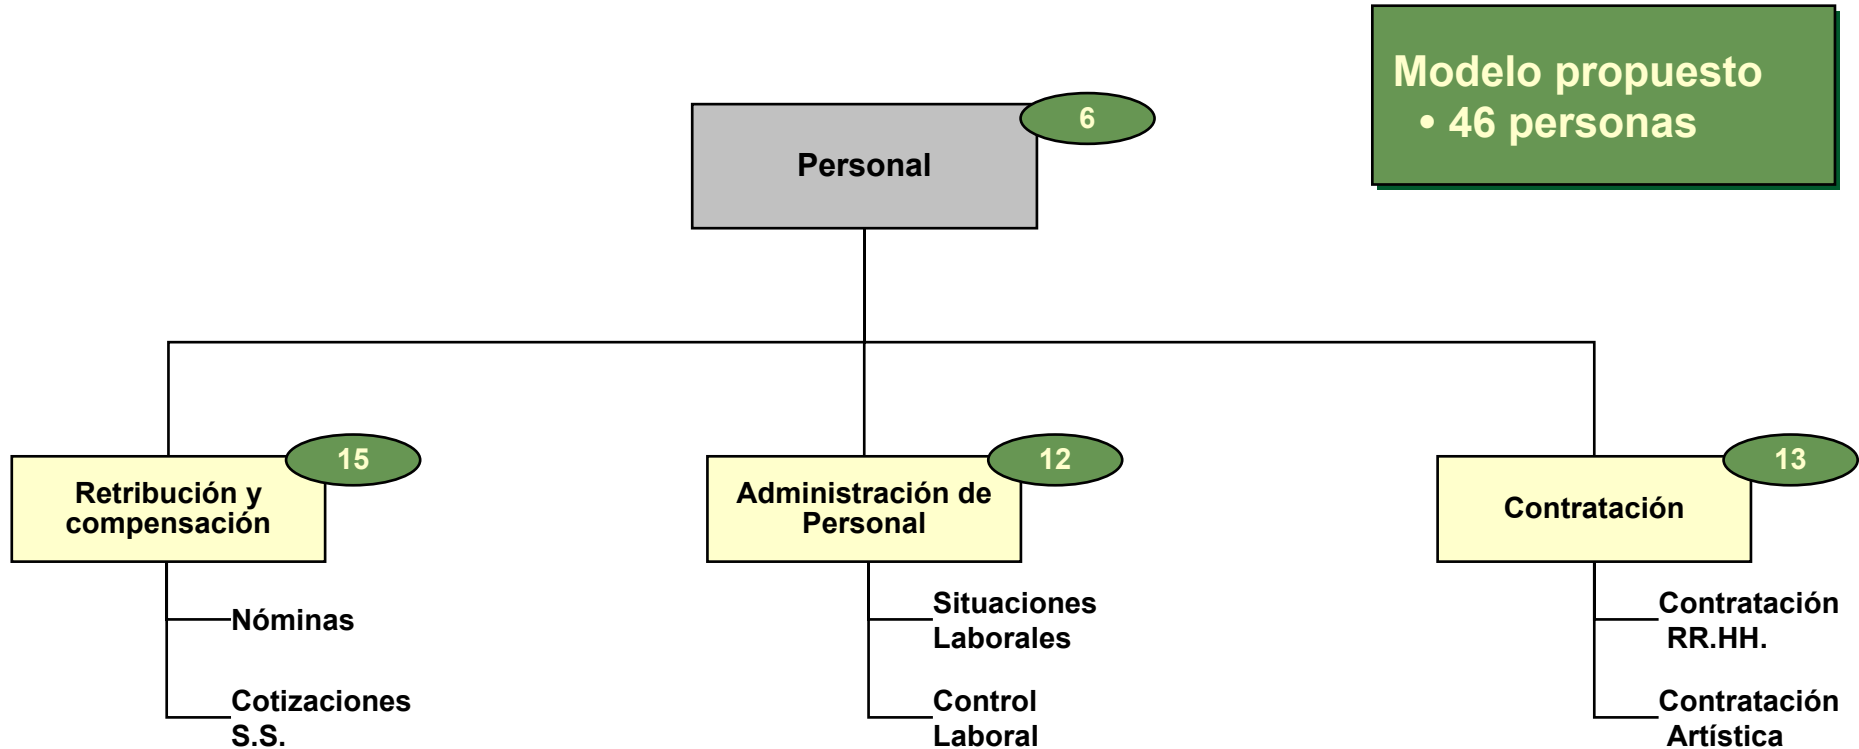 Modelo propuesto
• 46 personas
6
Personal
15
Retribución y
compensación
12
Administración de
Personal
13
Contratación
Nóminas
Cotizaciones
S.S.
Situaciones
Laborales
Control
Laboral
Contratación
RR.HH.
Contratación
Artística